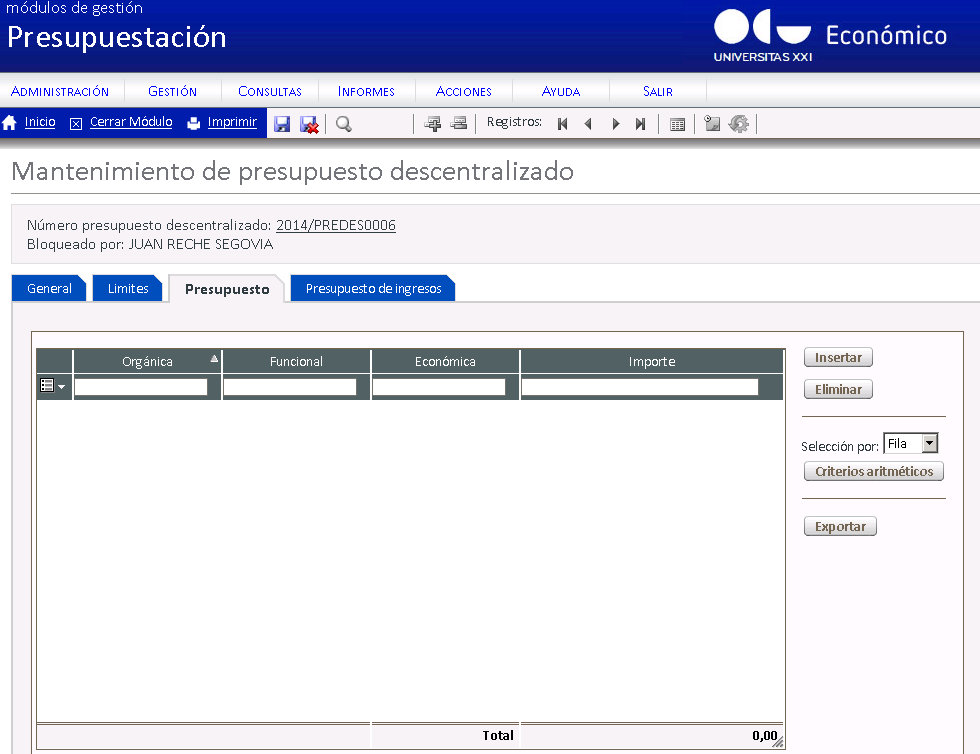 módulos de gestión
Presupuestación
UNIVERSITAS XXI Económico
ADMINISTRACIÓN GESTIÓN CONSULTAS INFORMES ACCIONES AYUDA SALIR
Inicio Cerrar Módulo Imprimir Registros:
Mantenimiento de presupuesto descentralizado
Número presupuesto descentralizado: 2014/PREDES0006
Bloqueado por: JUAN RECHE SEGOVIA
General Limites Presupuesto Presupuesto de ingresos
Orgánica Funcional Económica Importe
Insertar
Eliminar
Selección por: Fila
Criterios aritméticos
Exportar
Total 0,00